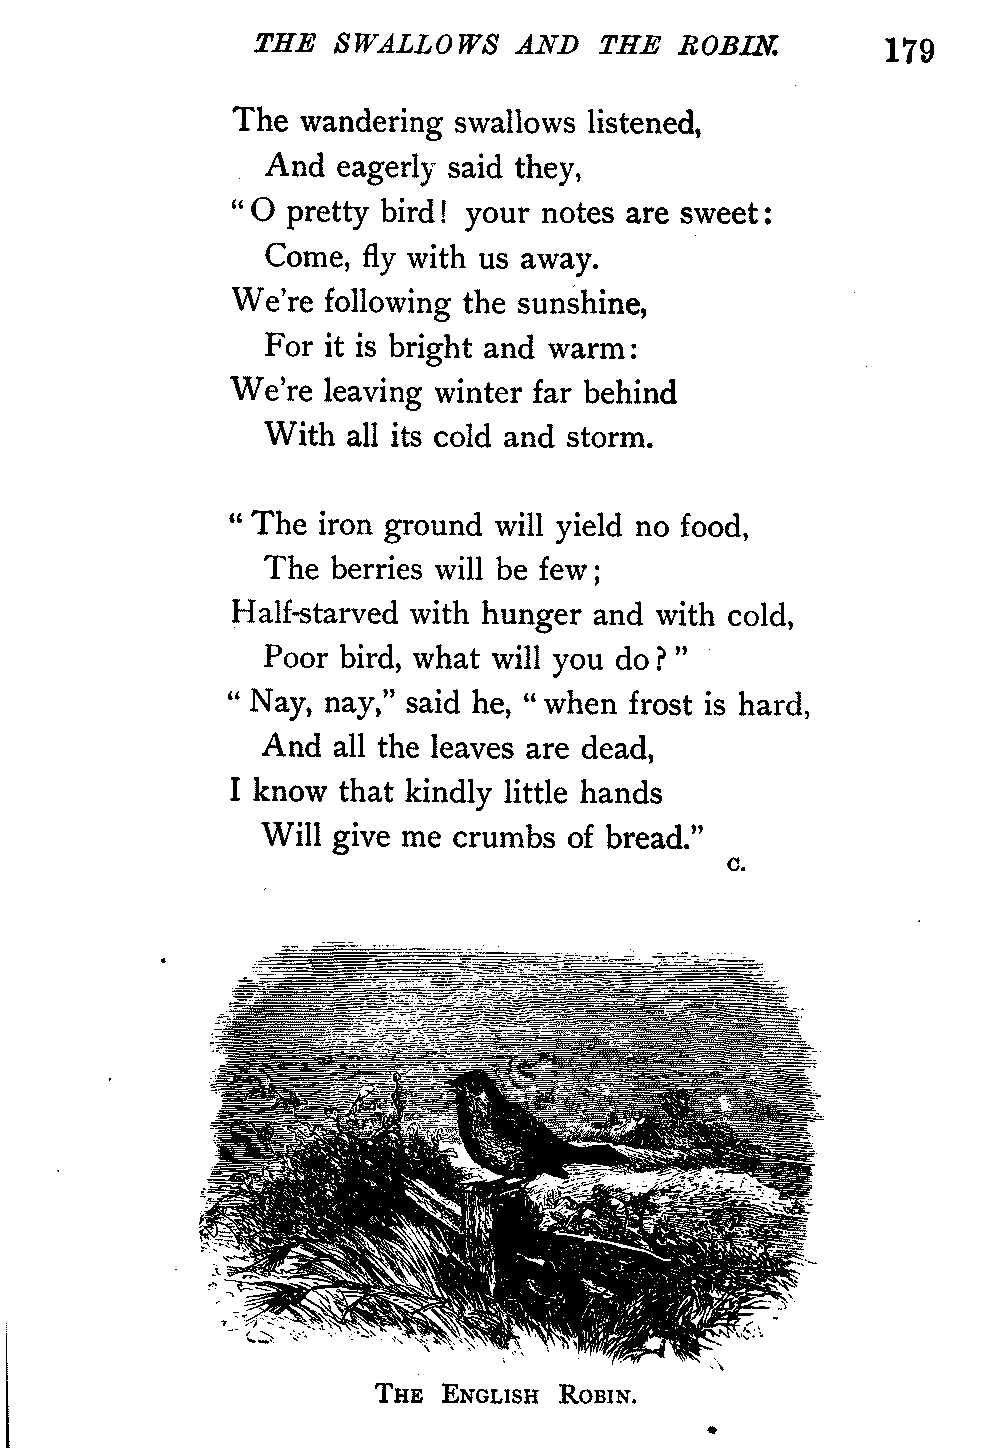 THE SWALLOWS AND THE ROBIN. 179
The wandering swallows listened,
And eagerly said they,
“ O pretty bird! your notes are sweet:
Come, fly with us away.
We're following the sunshine,
For it is bright and warm:
We're leaving winter far behind
With all its cold and storm.

“ The iron ground will yield no food,
The berries will be few;
Half-starved with hunger and with cold,
Poor bird, what will you do? ”
“ Nay, nay,” said he, “ when frost is hard,
And all the leaves are dead,
I know that kindly little hands
Will give me crumbs of bread.”
C.
THE ENGLISH ROBIN.